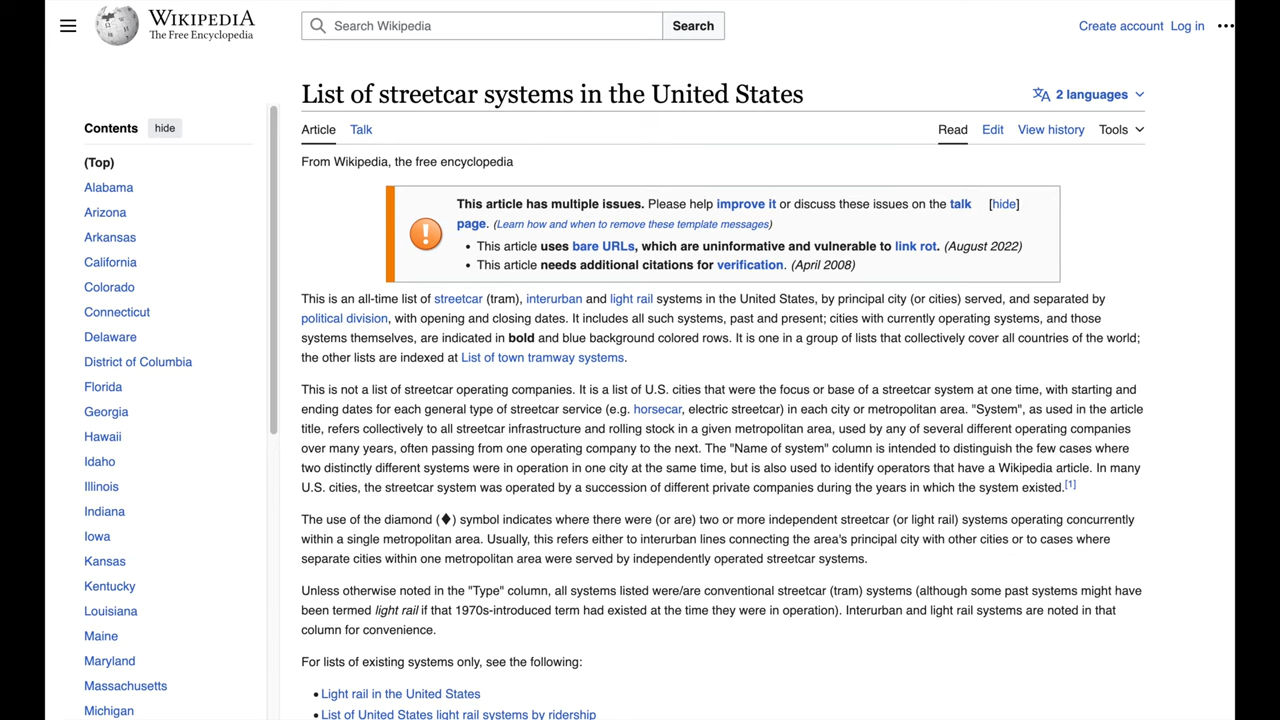 WIKIPEDIA
The Free Encyclopedia
Search Wikipedia
Search
Create account Log in
Contents hide
(Top)
Alabama
Arizona
Arkansas
California
Colorado
Connecticut
Delaware
District of Columbia
Florida
Georgia
Hawaii
Idaho
Illinois
Indiana
Iowa
Kansas
Kentucky
Louisiana
Maine
Maryland
Massachusetts
Michigan
List of streetcar systems in the United States
2 languages
Article Talk
Read Edit View history Tools
From Wikipedia, the free encyclopedia
This article has multiple issues. Please help improve it or discuss these issues on the talk [hide]
page. (Learn how and when to remove these template messages)
• This article uses bare URLs, which are uninformative and vulnerable to link rot. (August 2022)
• This article needs additional citations for verification. (April 2008)
This is an all-time list of streetcar (tram), interurban and light rail systems in the United States, by principal city (or cities) served, and separated by
political division, with opening and closing dates. It includes all such systems, past and present; cities with currently operating systems, and those
systems themselves, are indicated in bold and blue background colored rows. It is one in a group of lists that collectively cover all countries of the world;
the other lists are indexed at List of town tramway systems.
This is not a list of streetcar operating companies. It is a list of U.S. cities that were the focus or base of a streetcar system at one time, with starting and
ending dates for each general type of streetcar service (e.g. horsecar, electric streetcar) in each city or metropolitan area. "System", as used in the article
title, refers collectively to all streetcar infrastructure and rolling stock in a given metropolitan area, used by any of several different operating companies
over many years, often passing from one operating company to the next. The "Name of system" column is intended to distinguish the few cases where
two distinctly different systems were in operation in one city at the same time, but is also used to identify operators that have a Wikipedia article. In many
U.S. cities, the streetcar system was operated by a succession of different private companies during the years in which the system existed.[1]
The use of the diamond (♦) symbol indicates where there were (or are) two or more independent streetcar (or light rail) systems operating concurrently
within a single metropolitan area. Usually, this refers either to interurban lines connecting the area's principal city with other cities or to cases where
separate cities within one metropolitan area were served by independently operated streetcar systems.
Unless otherwise noted in the "Type" column, all systems listed were/are conventional streetcar (tram) systems (although some past systems might have
been termed light rail if that 1970s-introduced term had existed at the time they were in operation). Interurban and light rail systems are noted in that
column for convenience.
For lists of existing systems only, see the following:
• Light rail in the United States
• List of United States light rail systems by ridership